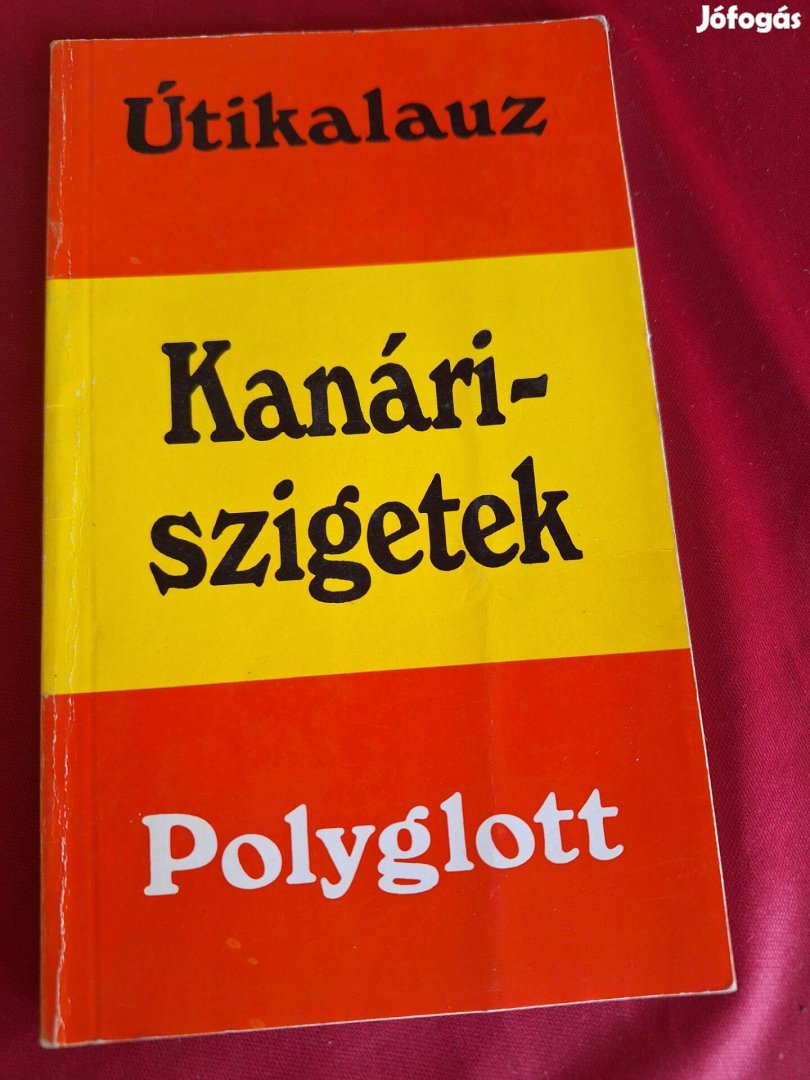 Jófogás
Útikalauz
Kanári-
szigetek
Polyglott